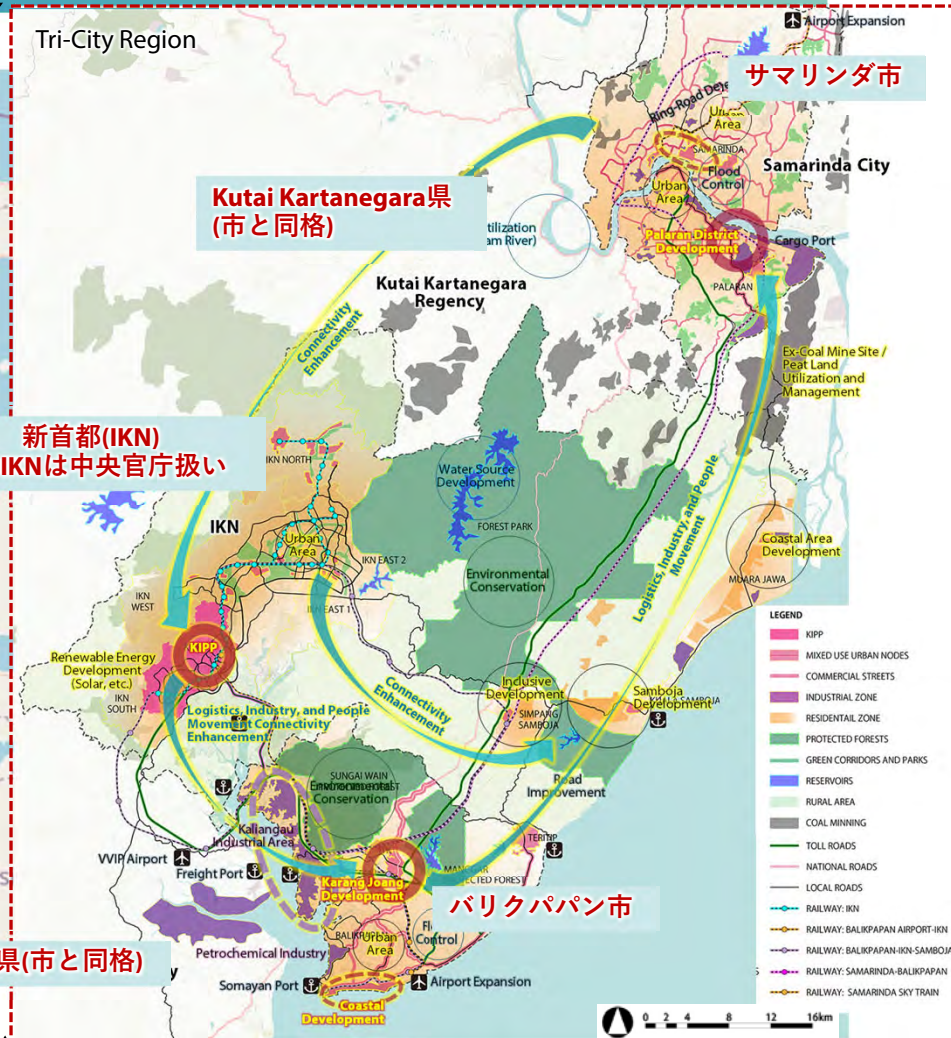 Tri-City Region
Airport Expansion
サマリンダ市
Urban
Area
SAMARINDA
Samarinda City
Flood
Control
Urban
Area
Kutai Kartanegara県
(市と同格)
Palaran District
Development
Cargo Port
PALARAN
Kutai Kartanegara
Regency
Connectivity
Enhancement
Ex-Coal Mine Site /
Peat Land
Utilization and
Management
新首都(IKN)
IKNは中央官庁扱い
IKN NORTH
Water Source
Development
FOREST PARK
IKN
Urban
Area
IKN EAST 2
IKN EAST 1
Environmental
Conservation
Logistics, Industry, and People
Movement
Coastal Area
Development
MUARA JAWA
IKN
WEST
KIPP
Renewable Energy
Development
(Solar, etc.)
IKN
SOUTH
Logistics, Industry, and People
Movement Connectivity
Enhancement
Connectivity
Enhancement
Inclusive
Development
SIMPANG
SAMBOJA
Samboja
Development
Road
Improvement
SUNGAI WAIN
Environmental
Conservation
Kaliangau
Industrial Area
TERITIP
VVIP Airport
Freight Port
Karang Joang
Development
バリクパパン市
Urban
Area
Control
Petrochemical Industry
県(市と同格)
Somayan Port
Airport Expansion
Coastal
Development
LEGEND
KIPP
MIXED USE URBAN NODES
COMMERCIAL STREETS
INDUSTRIAL ZONE
RESIDENTAIL ZONE
PROTECTED FORESTS
GREEN CORRIDORS AND PARKS
RESERVOIRS
RURAL AREA
COAL MINNING
TOLL ROADS
NATIONAL ROADS
LOCAL ROADS
RAILWAY: IKN
RAILWAY: BALIKPAPAN AIRPORT-IKN
RAILWAY: BALIKPAPAN-IKN-SAMBOJA
RAILWAY: SAMARINDA-BALIKPAPAN
RAILWAY: SAMARINDA SKY TRAIN
0 2 4 8 12 16km